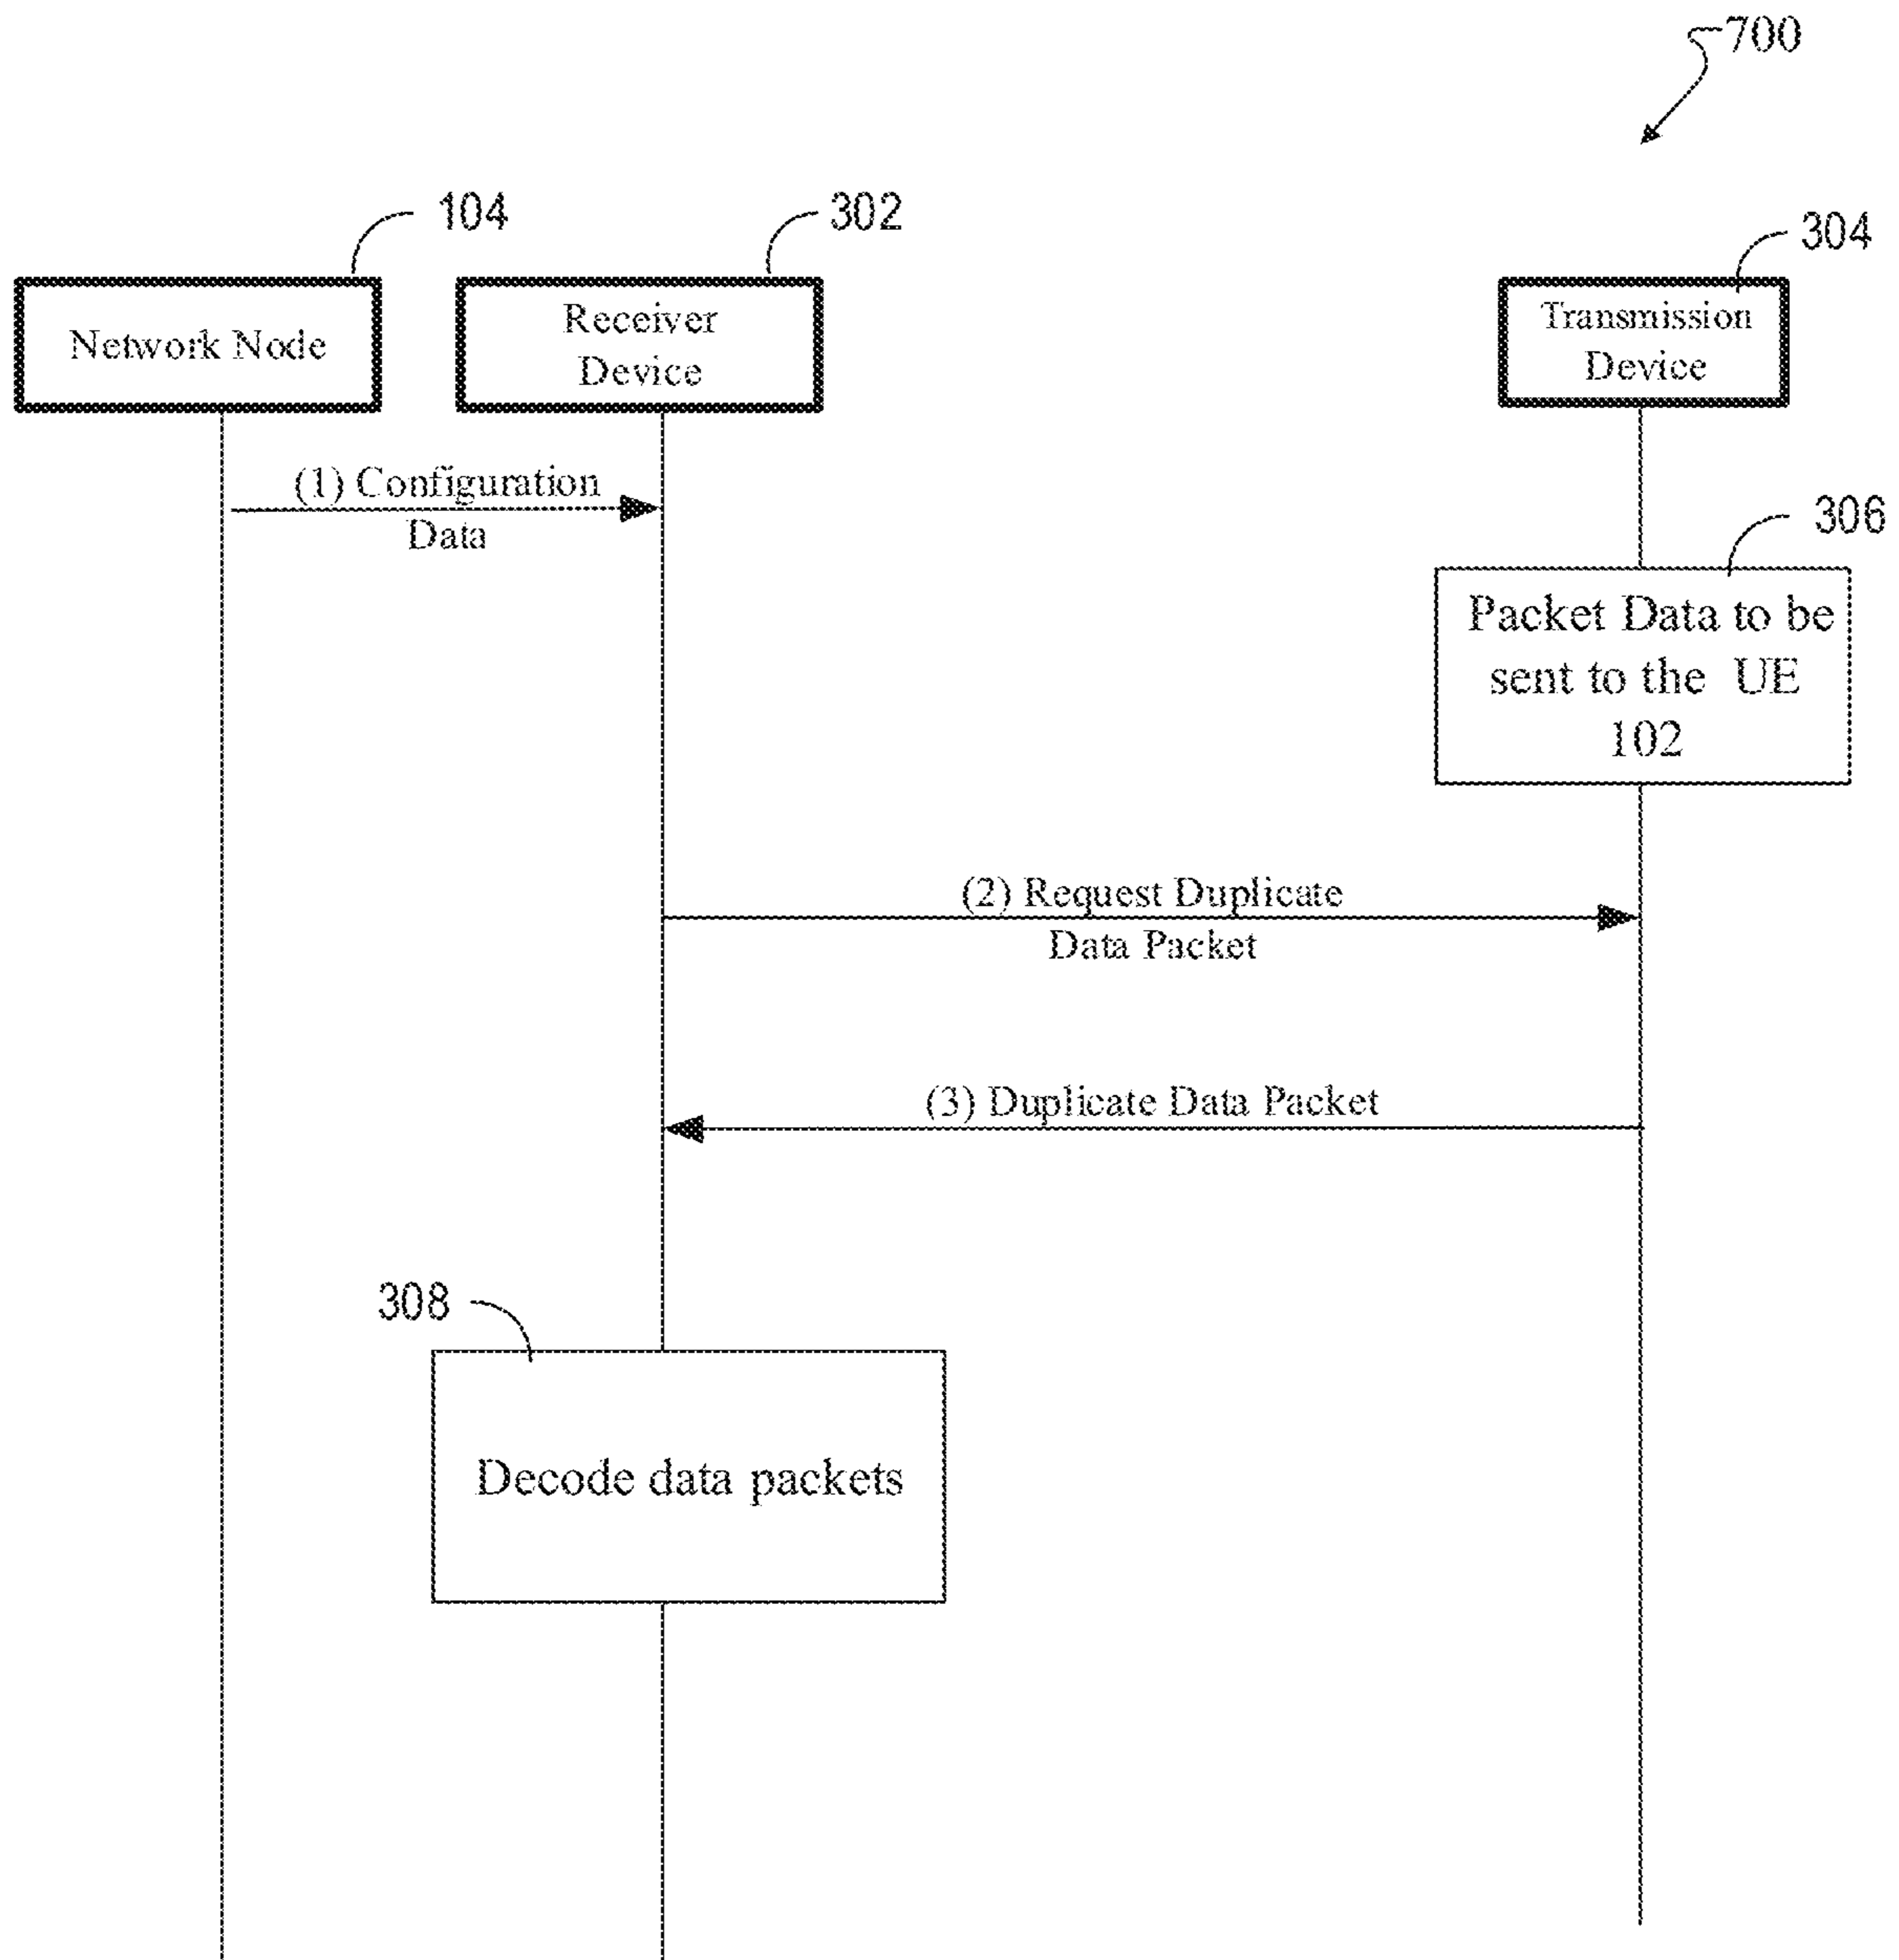 700
104
302
304
Network Node
Receiver
Device
Transmission
Device
(1) Configuration
Data
306
Packet Data to be
sent to the UE
102
(2) Request Duplicate
Data Packet
(3) Duplicate Data Packet
308
Decode data packets